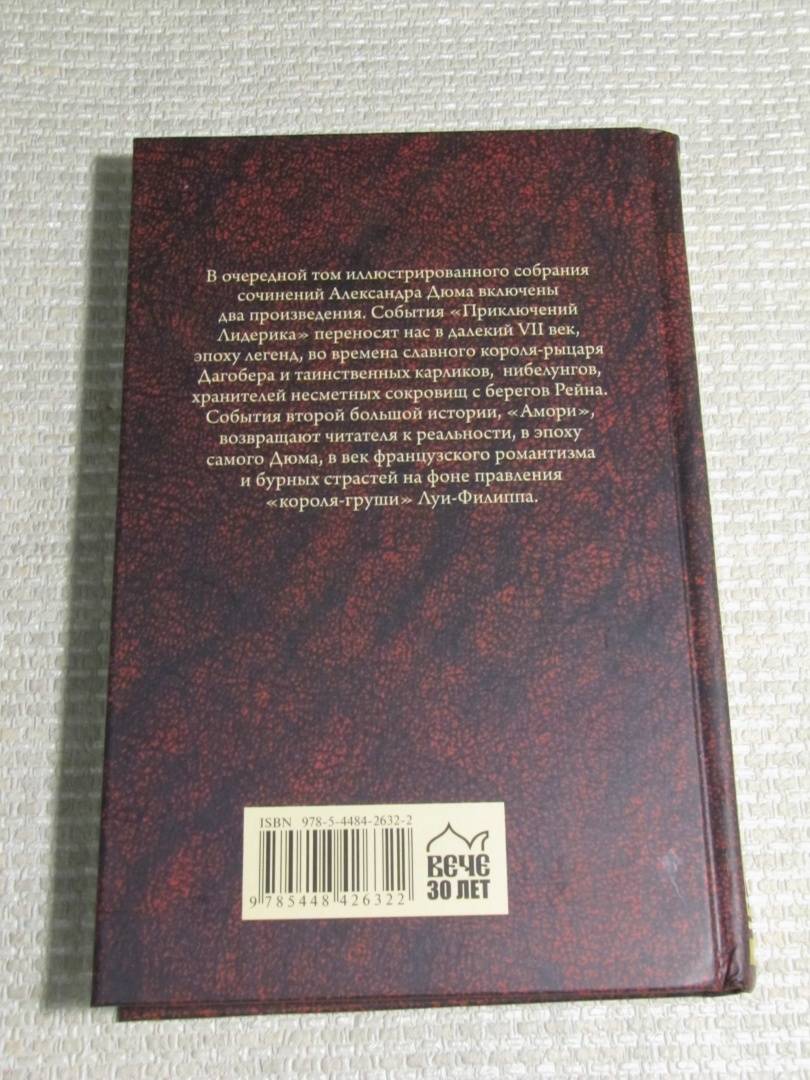 В очередной том иллюстрированного собрания
сочинений Александра Дюма включены
два произведения. События «Приключений
Лидерика» переносят нас в далекий VII век,
эпоху легенд, во времена славного короля-рыцаря
Дагобера и таинственных карликов, нибелунгов,
хранителей несметных сокровищ с берегов Рейна.
События второй большой истории, «Амори»,
возвращают читателя к реальности, в эпоху
самого Дюма, в век французского романтизма
и бурных страстей на фоне правления
«короля-груши» Луи-Филиппа.
ISBN 978-5-4484-2632-2
9 785448 426322
ВЕЧЕ
30 ЛЕТ